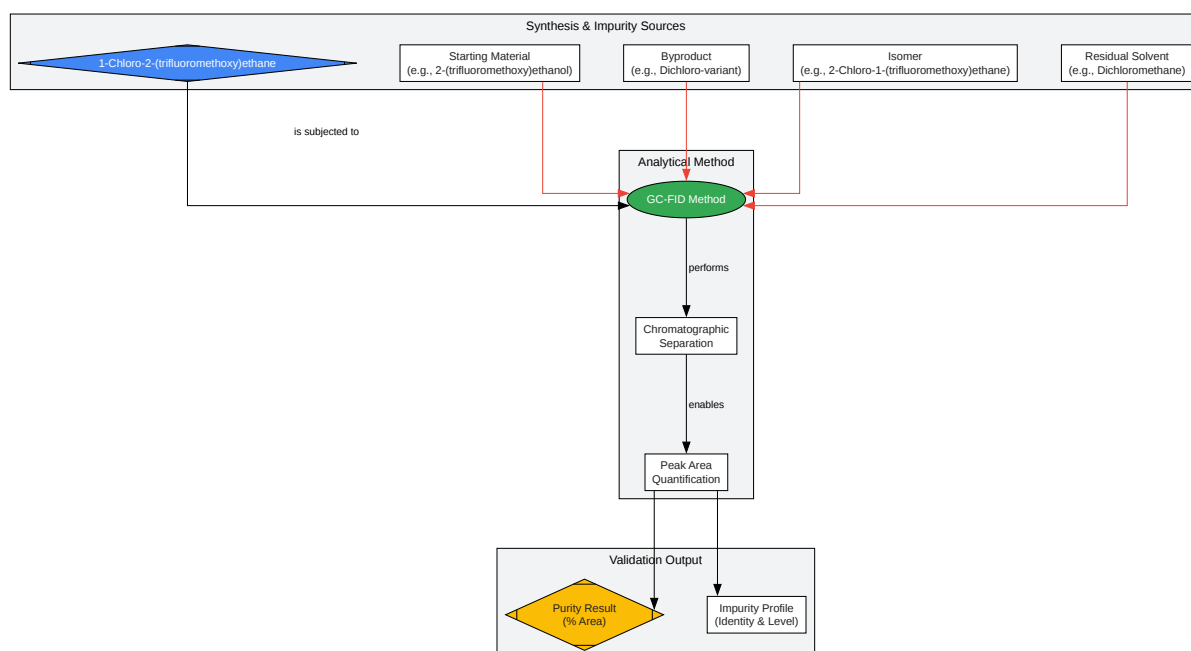 Synthesis & Impurity Sources
1-Chloro-2-(trifluoromethoxy)ethane
Starting Material
(e.g., 2-(trifluoromethoxy)ethanol)
Byproduct
(e.g., Dichloro-variant)
Isomer
(e.g., 2-Chloro-1-(trifluoromethoxy)ethane)
Residual Solvent
(e.g., Dichloromethane)
is subjected to
Analytical Method
GC-FID Method
performs
Chromatographic
Separation
enables
Peak Area
Quantification
Validation Output
Purity Result
(% Area)
Impurity Profile
(Identity & Level)